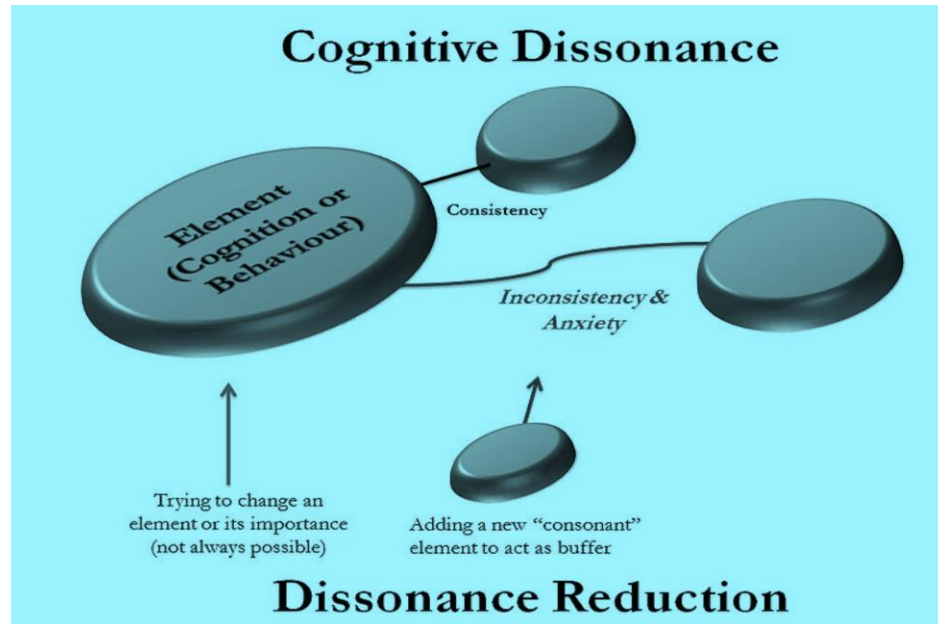 Cognitive Dissonance
Element
(Cognition or
Behaviour)
Consistency
Inconsistency &
Anxiety
Trying to change an
element or its importance
(not always possible)
Adding a new “consonant”
element to act as buffer
Dissonance Reduction